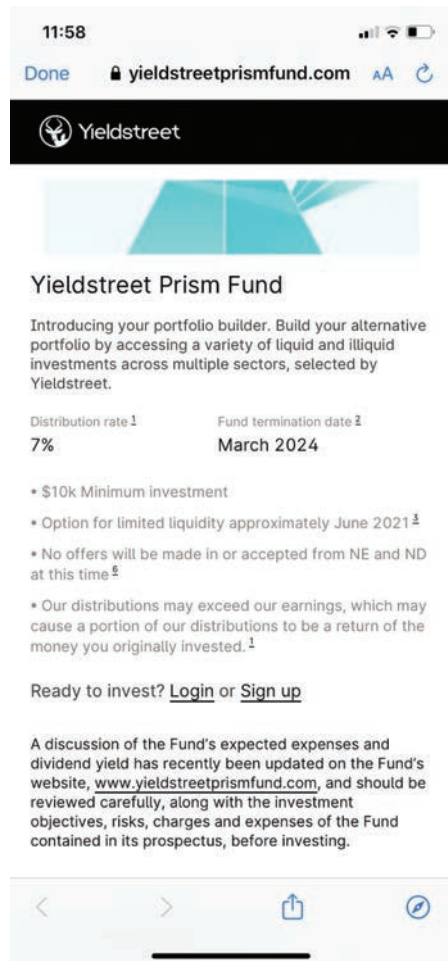 11:58
Done yieldstreetprismfund.com AA
Yieldstreet
Yieldstreet Prism Fund
Introducing your portfolio builder. Build your alternative
portfolio by accessing a variety of liquid and illiquid
investments across multiple sectors, selected by
Yieldstreet.
Distribution rate 1 Fund termination date 2
7% March 2024
• $10k Minimum investment
• Option for limited liquidity approximately June 2021 3
• No offers will be made in or accepted from NE and ND
at this time 6
• Our distributions may exceed our earnings, which may
cause a portion of our distributions to be a return of the
money you originally invested. 1
Ready to invest? Login or Sign up
A discussion of the Fund's expected expenses and
dividend yield has recently been updated on the Fund's
website, www.yieldstreetprismfund.com, and should be
reviewed carefully, along with the investment
objectives, risks, charges and expenses of the Fund
contained in its prospectus, before investing.